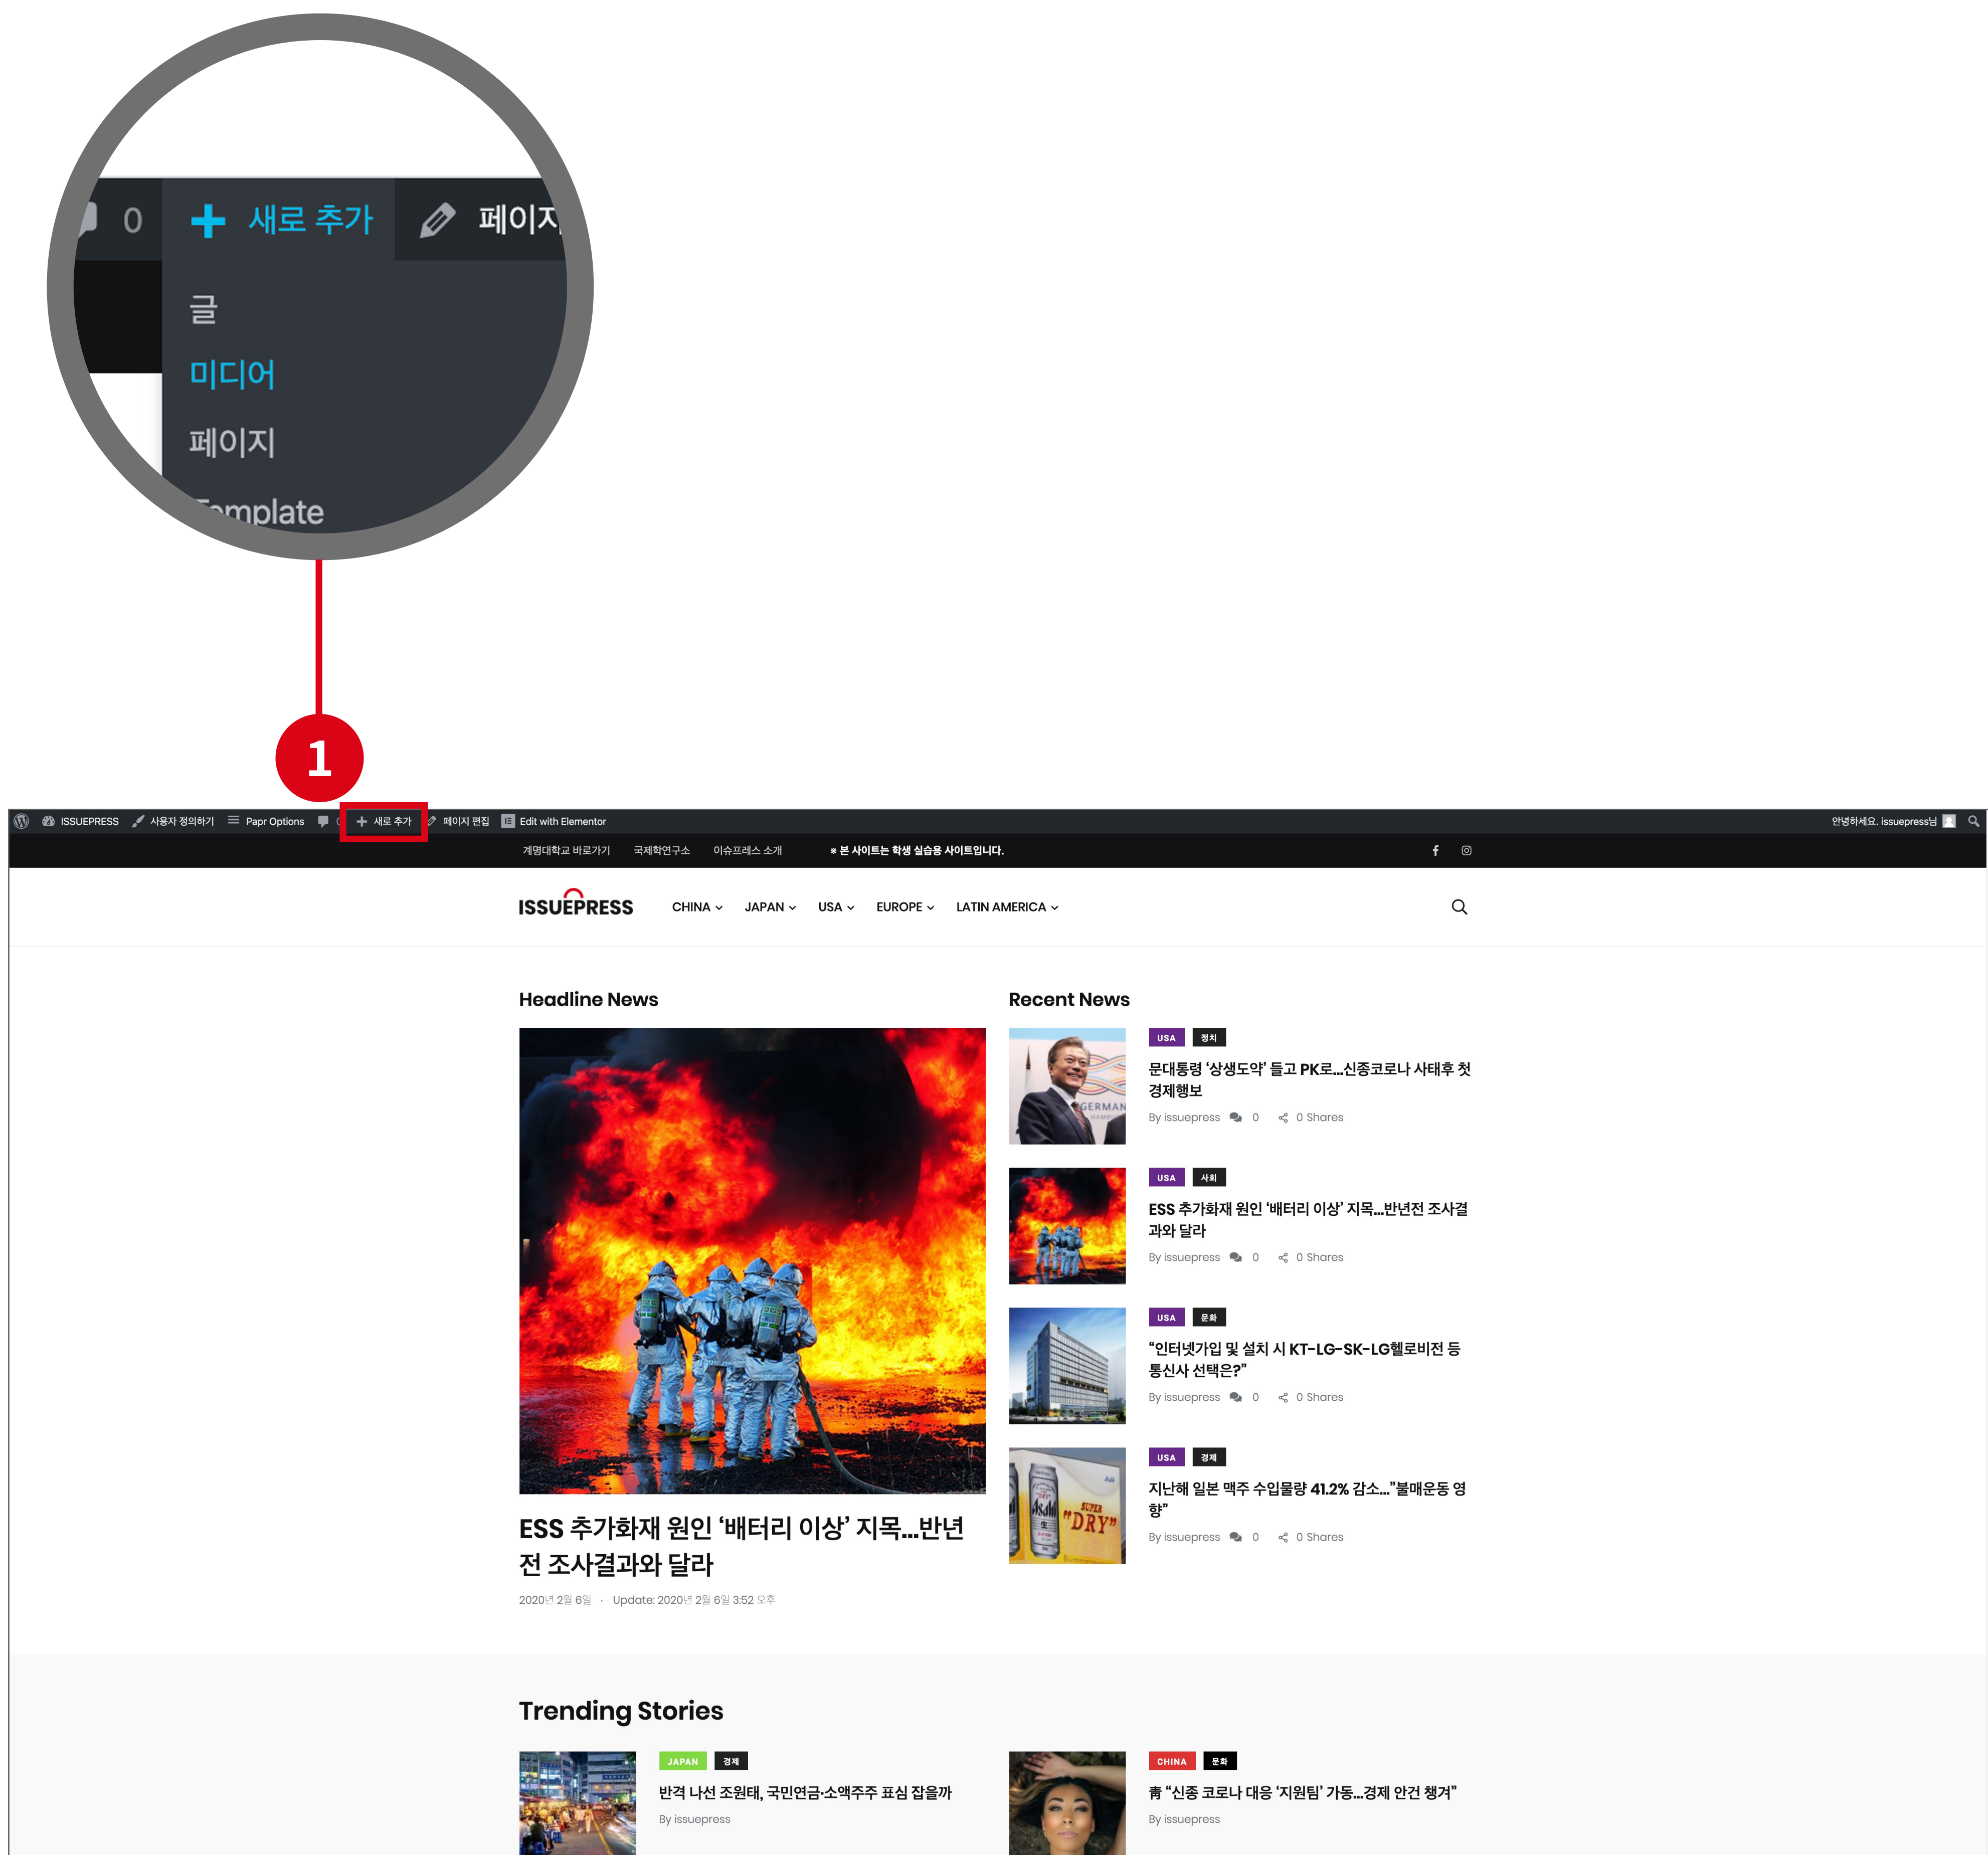 0 새로 추가 페이지
글
미디어
페이지
Template
1
ISSUEPRESS 사용자 정의하기 Papr Options 새로 추가 페이지 편집 Edit with Elementor 안녕하세요. issuepress님
계명대학교 바로가기 국제학연구소 이슈프레스 소개 ※ 본 사이트는 학생 실습용 사이트입니다.
ISSUEPRESS CHINA JAPAN USA EUROPE LATIN AMERICA
Headline News
ESS 추가화재 원인 ‘배터리 이상’ 지목…반년
전 조사결과와 달라
2020년 2월 6일 · Update: 2020년 2월 6일 3:52 오후
Recent News
GERMAN
HAMBU
USA 정치
문대통령 ‘상생도약’ 들고 PK로…신종코로나 사태후 첫
경제행보
By issuepress 0 0 Shares
USA 사회
ESS 추가화재 원인 ‘배터리 이상’ 지목…반년전 조사결
과와 달라
By issuepress 0 0 Shares
USA 문화
“인터넷가입 및 설치 시 KT-LG-SK-LG헬로비전 등
통신사 선택은?”
By issuepress 0 0 Shares
Asahi
SUPER
"DRY"
USA 경제
지난해 일본 맥주 수입물량 41.2% 감소…”불매운동 영
향”
By issuepress 0 0 Shares
Trending Stories
JAPAN 경제
반격 나선 조원태, 국민연금·소액주주 표심 잡을까
By issuepress
CHINA 문화
靑 “신종 코로나 대응 ‘지원팀’ 가동…경제 안건 챙겨”
By issuepress